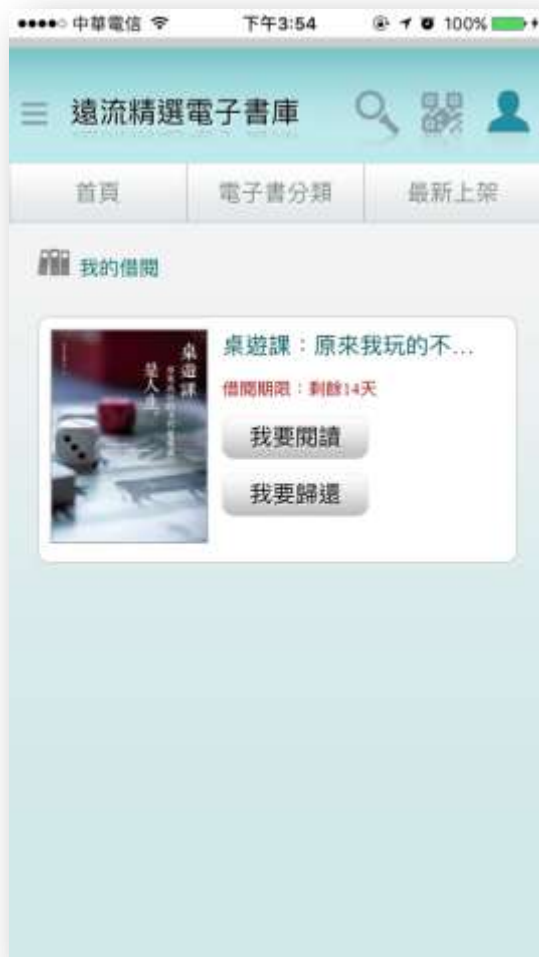 中華電信 下午3:54 100%
遠流精選電子書庫
首頁 電子書分類 最新上架
我的借閱
桌遊課
是人生
桌遊課：原來我玩的不...
借閱期限：剩餘14天
我要閱讀
我要歸還